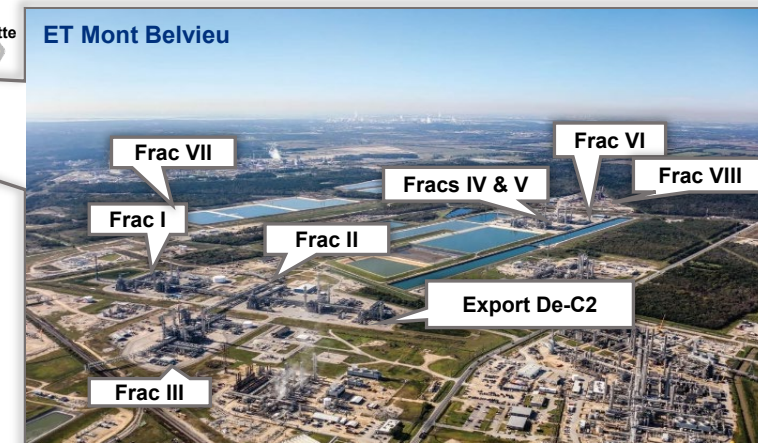 ET Mont Belvieu
Frac VII
Frac VI
Fracs IV & V
Frac VIII
Frac I
Frac II
Export De-C2
Frac III